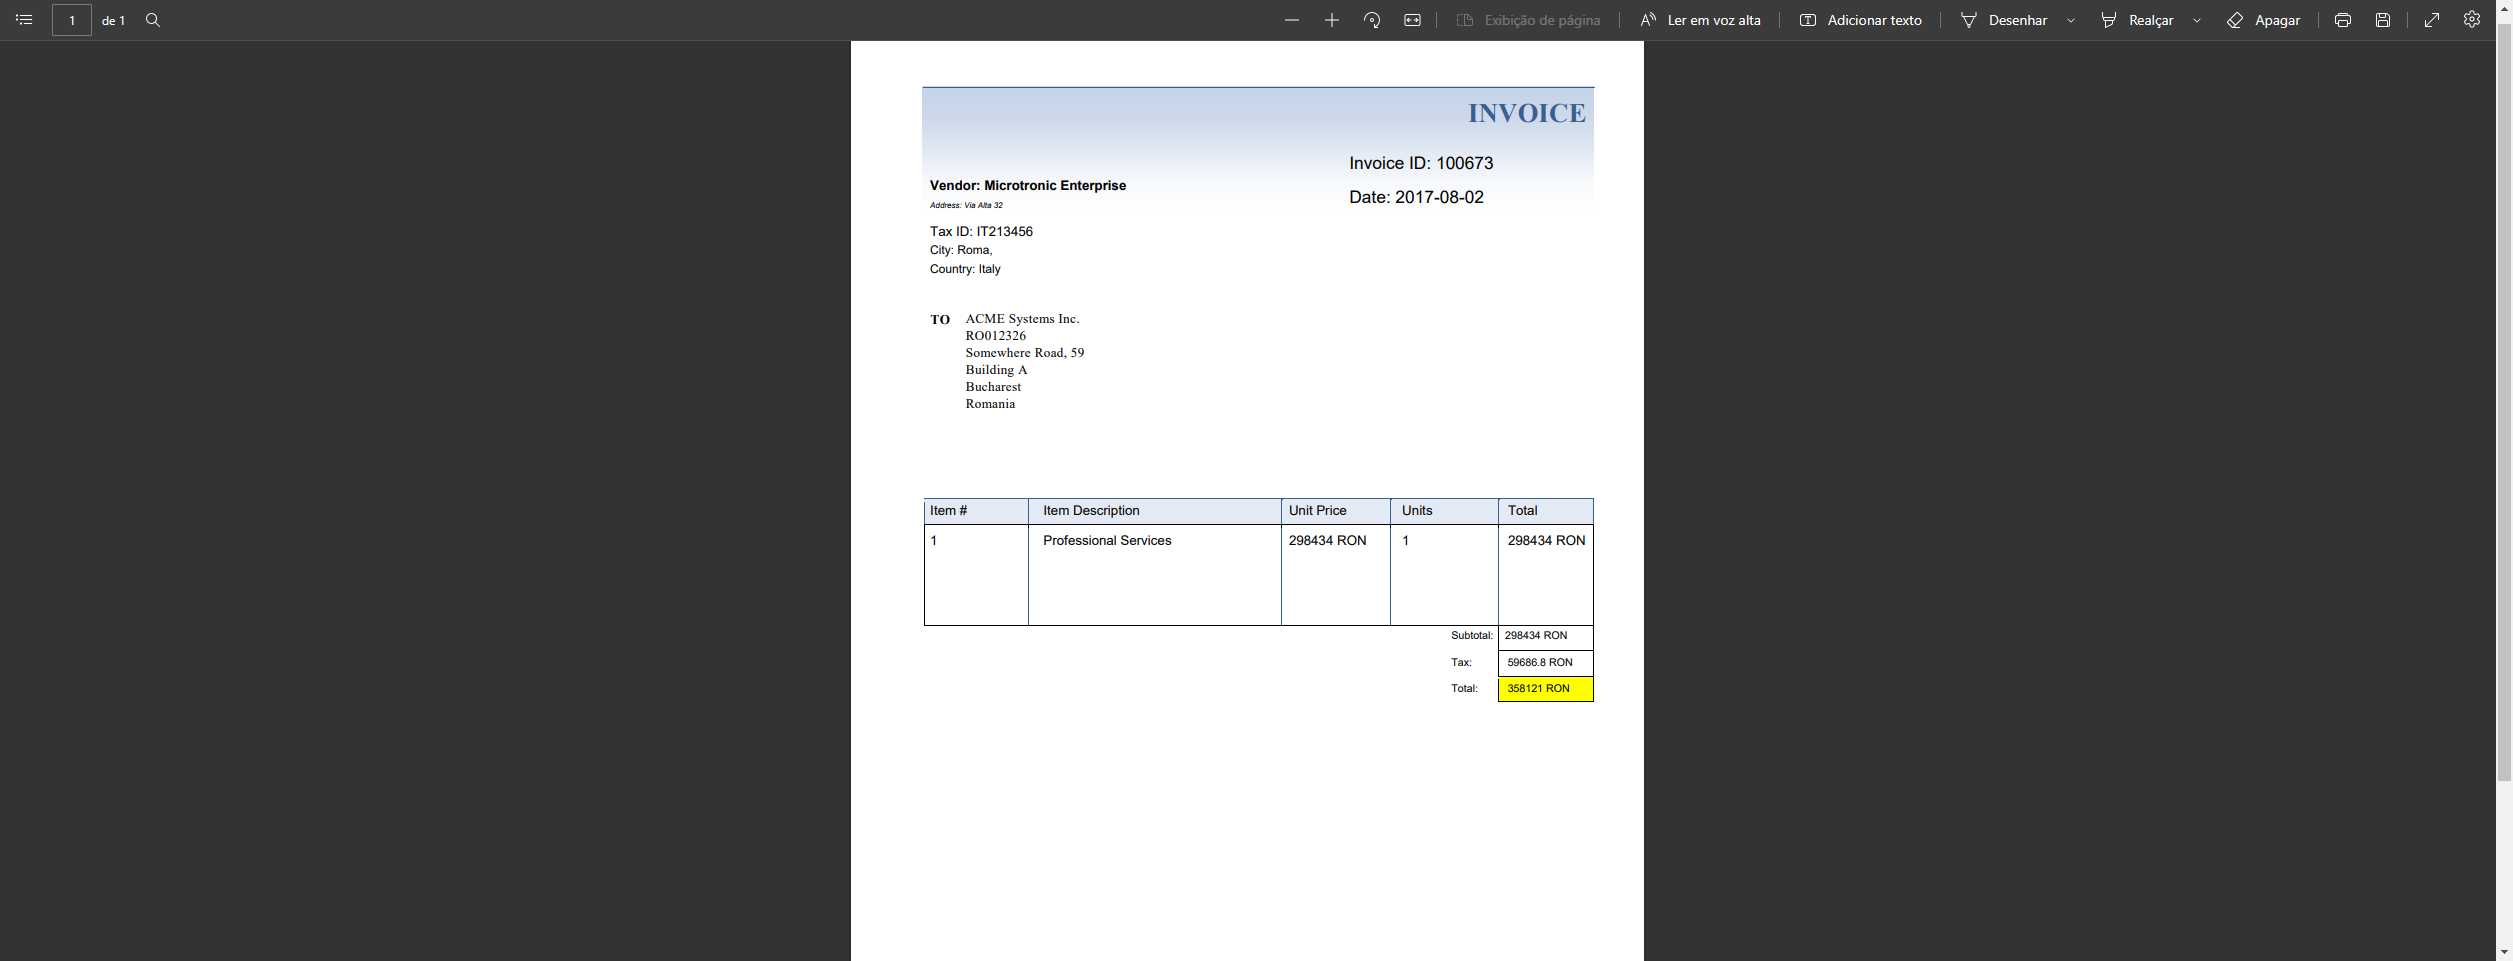 1 de 1 Exibição de página Ler em voz alta Adicionar texto Desenhar Realçar Apagar
INVOICE
Invoice ID: 100673
Vendor: Microtronic Enterprise
Date: 2017-08-02
Address: Via Alta 32
Tax ID: IT213456
City: Roma,
Country: Italy
TO ACME Systems Inc.
RO012326
Somewhere Road, 59
Building A
Bucharest
Romania
Item # Item Description Unit Price Units Total
1 Professional Services 298434 RON 1 298434 RON
Subtotal: 298434 RON
Tax: 59686.8 RON
Total: 358121 RON